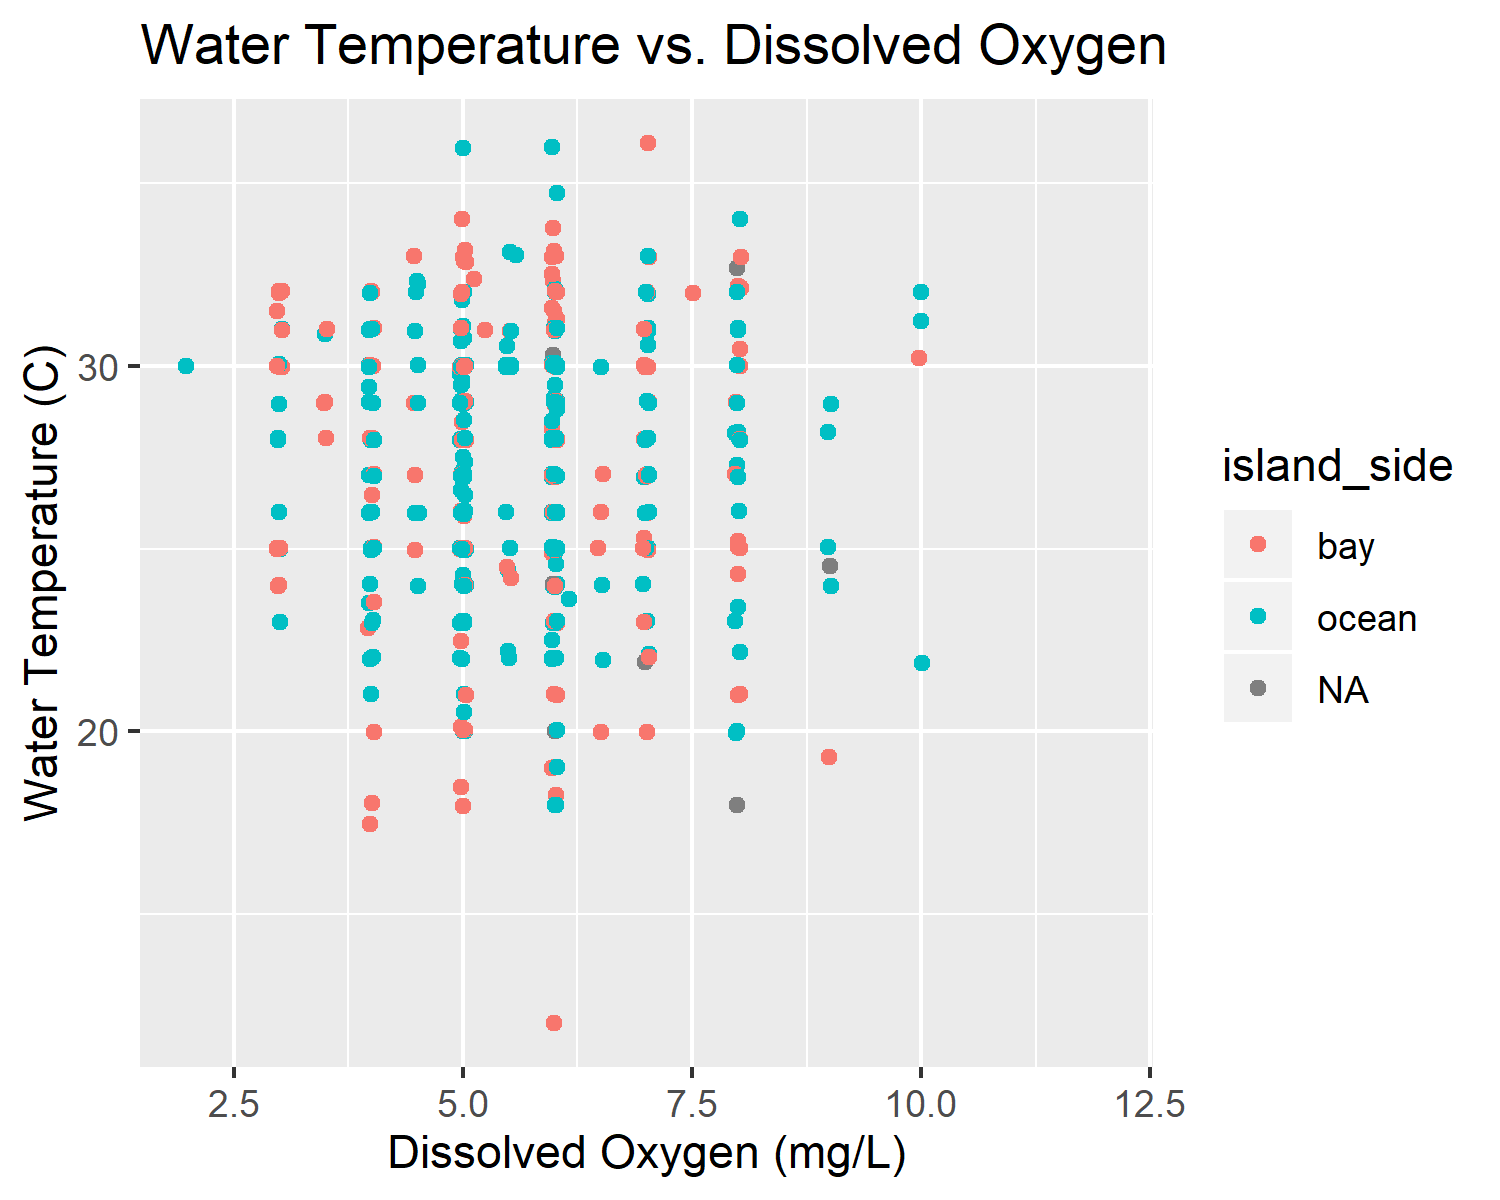 Water Temperature vs. Dissolved Oxygen
Water Temperature (C)
30
20
2.5 5.0 7.5 10.0 12.5
Dissolved Oxygen (mg/L)
island_side
bay
ocean
NA